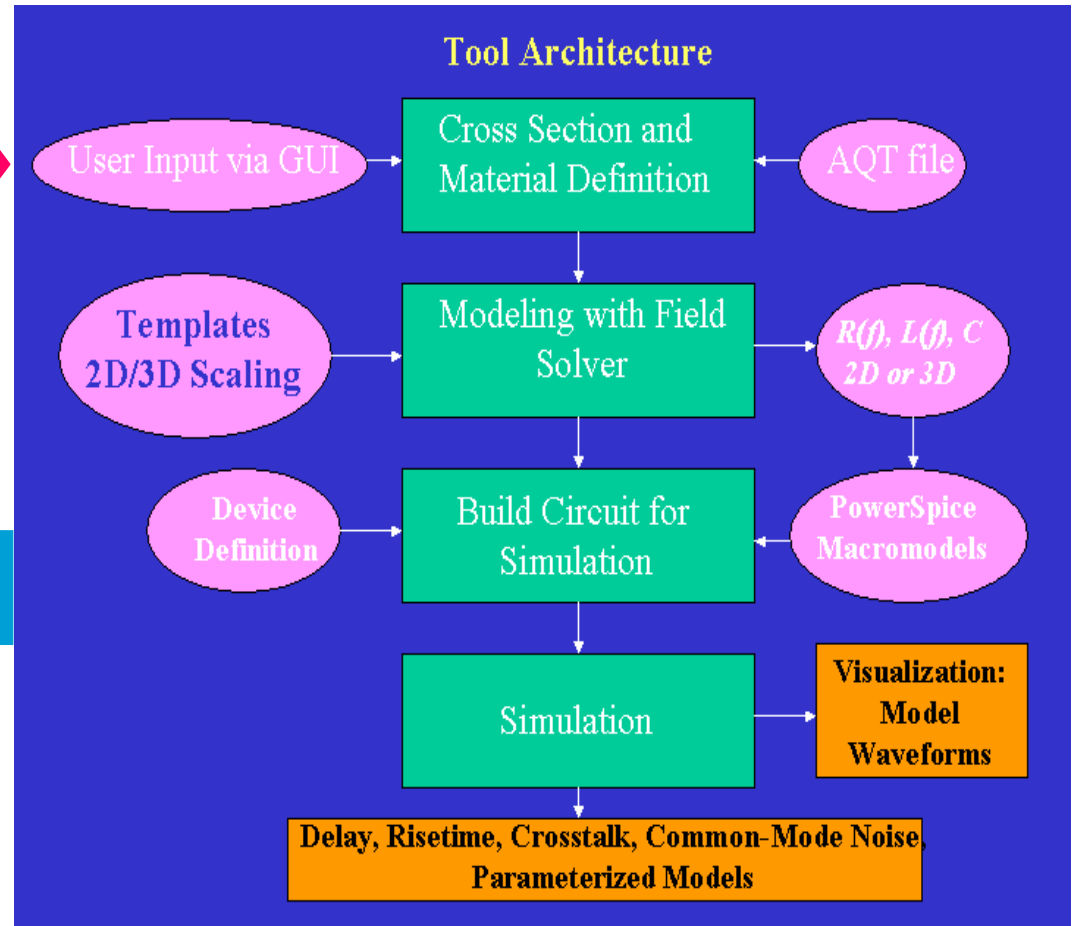 Tool Architecture
User Input via GUI
Cross Section and
Material Definition
AQT file
Templates
2D/3D Scaling
Modeling with Field
Solver
R(f), L(f), C
2D or 3D
Device
Definition
Build Circuit for
Simulation
PowerSpice
Macromodels
Simulation
Visualization:
Model
Waveforms
Delay, Risetime, Crosstalk, Common-Mode Noise,
Parameterized Models